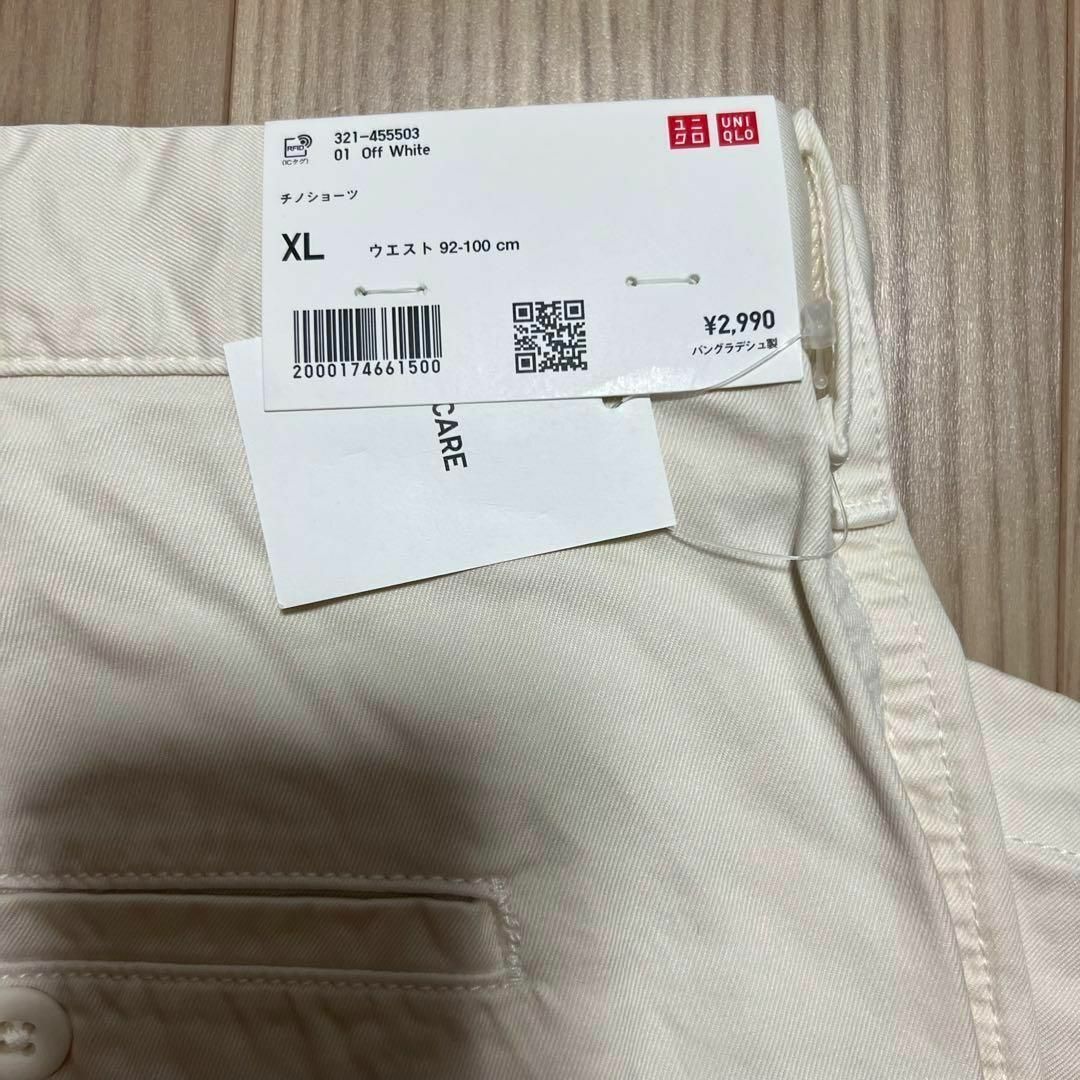 321-455503
01 Off White
RFID
(ICタグ)
ユニクロ
UNIQLO
チノショーツ
XL
ウエスト 92-100 cm
¥2,990
バングラデシュ製
2000174661500
CARE